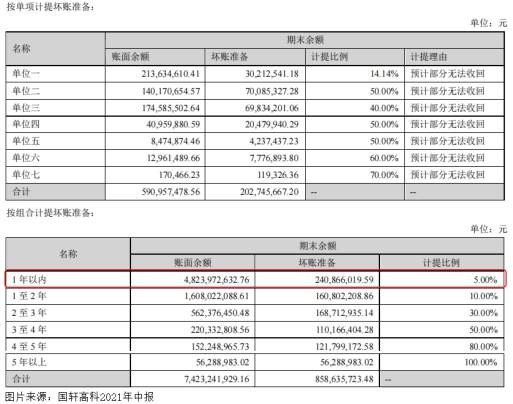 按单项计提坏账准备:
单位:元
名称 期末余额
账面余额 坏账准备 计提比例 计提理由
单位一 213,634,610.41 30,212,541.18 14.14% 预计部分无法收回
单位二 140,170,654.57 70,085,327.28 50.00% 预计部分无法收回
单位三 174,585,502.64 69,834,201.06 40.00% 预计部分无法收回
单位四 40,959,880.59 20,479,940.29 50.00% 预计部分无法收回
单位五 8,474,874.46 4,237,437.23 50.00% 预计部分无法收回
单位六 12,961,489.66 7,776,893.80 60.00% 预计部分无法收回
单位七 170,466.23 119,326.36 70.00% 预计部分无法收回
合计 590,957,478.56 202,745,667.20 -- --
按组合计提坏账准备:
单位:元
名称 期末余额
账面余额 坏账准备 计提比例
1 年以内 4,823,972,632.76 240,866,019.59 5.00%
1 至 2 年 1,608,022,088.61 160,802,208.86 10.00%
2 至 3 年 562,376,450.48 168,712,935.14 30.00%
3 至 4 年 220,332,808.56 110,166,404.28 50.00%
4 至 5 年 152,248,965.73 121,799,172.58 80.00%
5 年以上 56,288,983.02 56,288,983.02 100.00%
合计 7,423,241,929.16 858,635,723.48 --
图片来源:国轩高科2021年中报